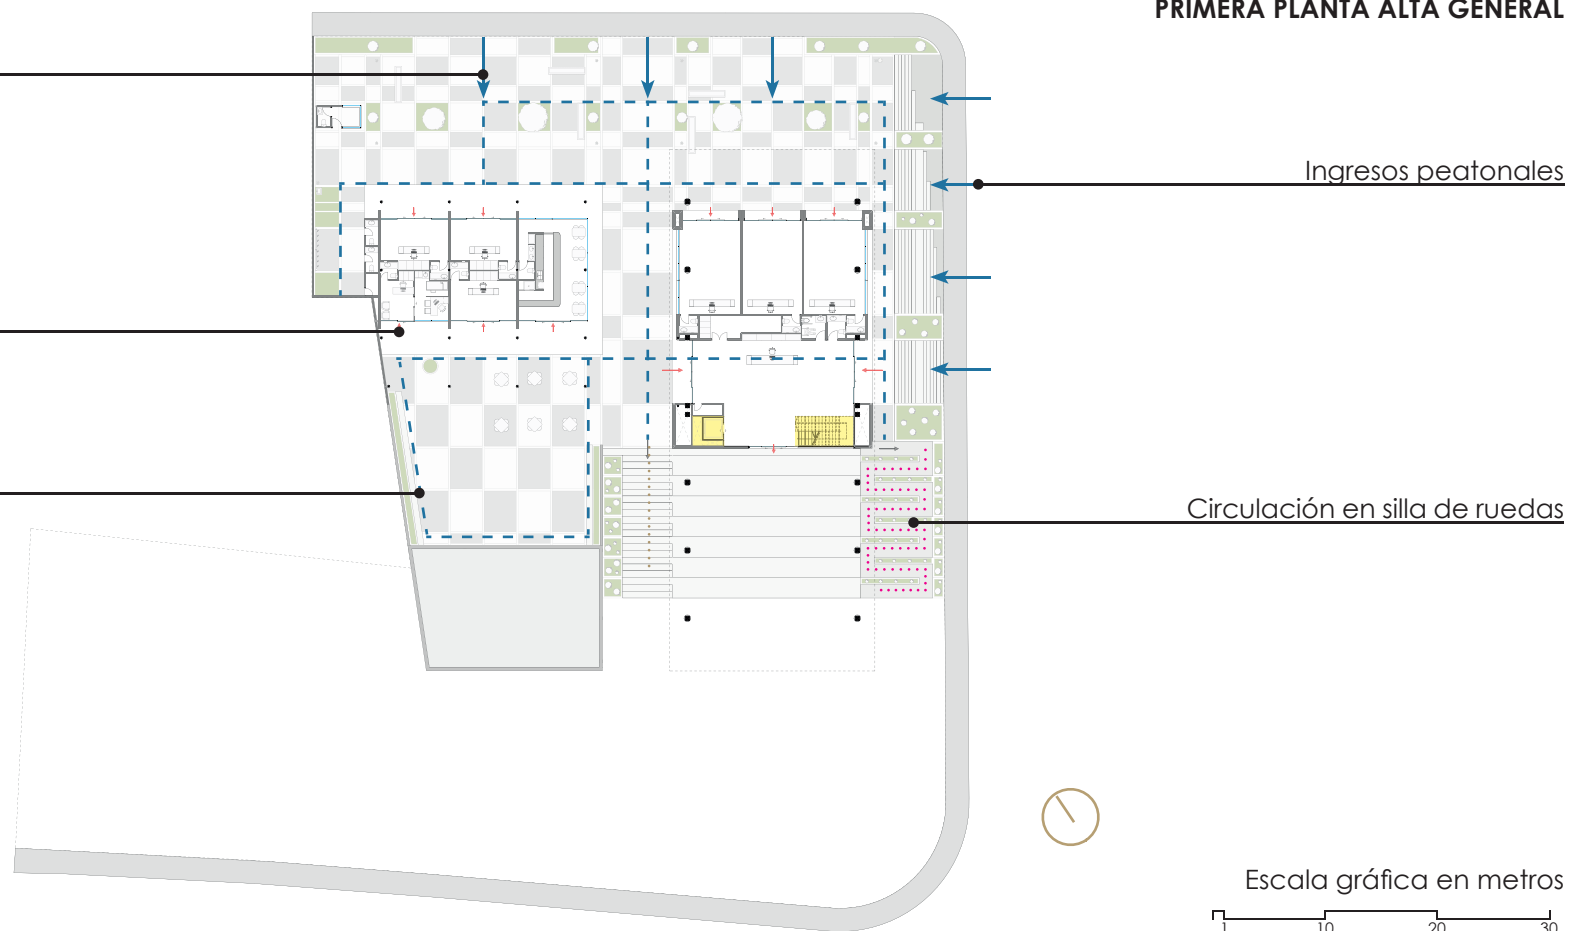 PRIMERA PLANTA ALTA GENERAL
Ingresos peatonales
Circulación en silla de ruedas
Escala gráfica en metros
1 10 20 30